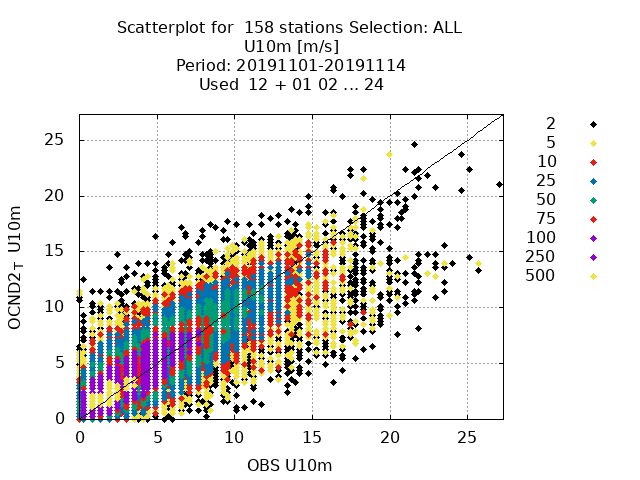 Scatterplot for  158 stations Selection: ALL
U10m [m/s]
Period: 20191101-20191114
Used  12 + 01 02 ... 24
OCND2_T  U10m
25
20
15
10
5
0
0 5 10 15 20 25
OBS U10m
2
5
10
25
50
75
100
250
500